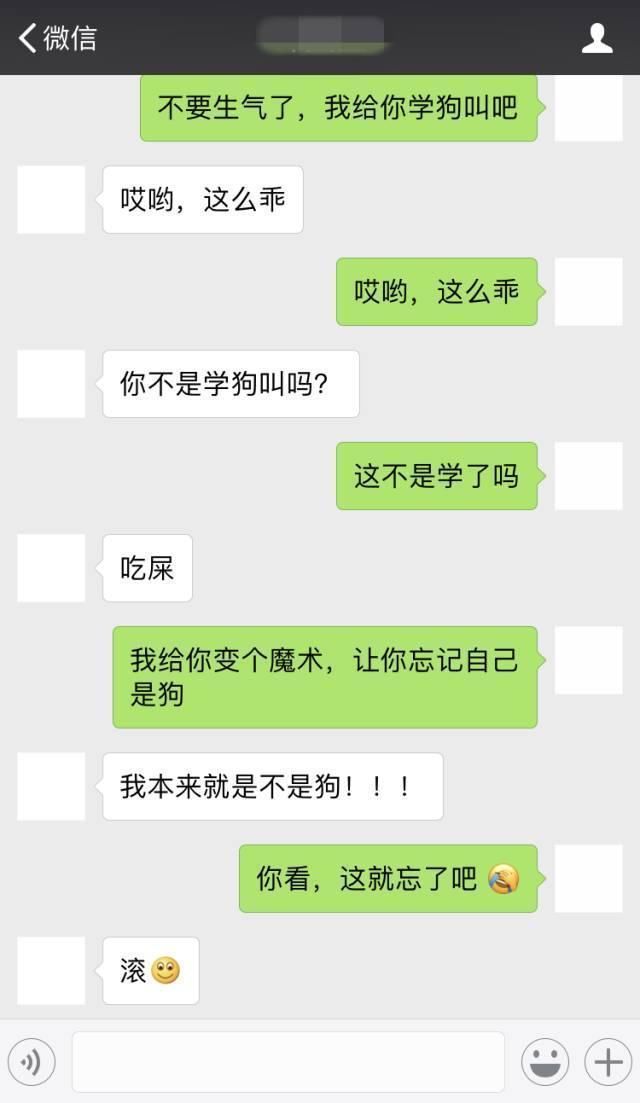 微信
不要生气了，我给你学狗叫吧
哎哟，这么乖
哎哟，这么乖
你不是学狗叫吗？
这不是学了吗
吃屎
我给你变个魔术，让你忘记自己
是狗
我本来就是不是狗！！！
你看，这就忘了吧
滚